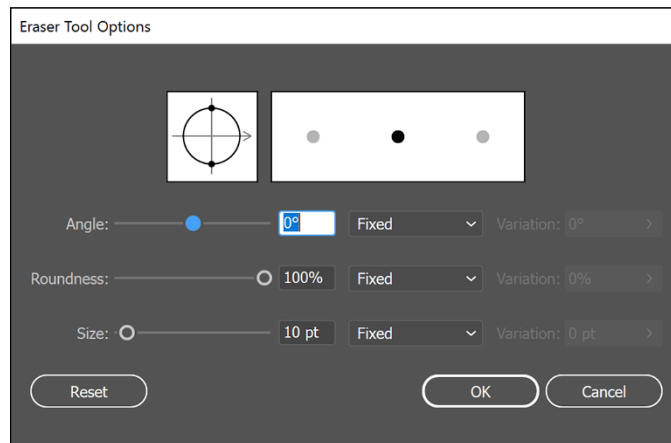 Eraser Tool Options
Angle: 0° Fixed Variation: 0°
Roundness: 100% Fixed Variation: 0%
Size: 10 pt Fixed Variation: 0 pt
Reset OK Cancel